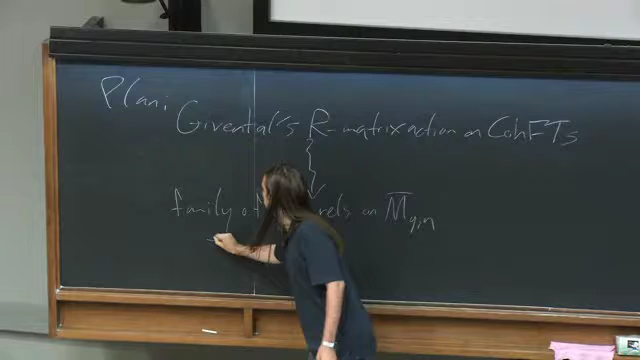 Plan:
Givental's R-matrix action on CohFTs
family of rels on M̅g,n